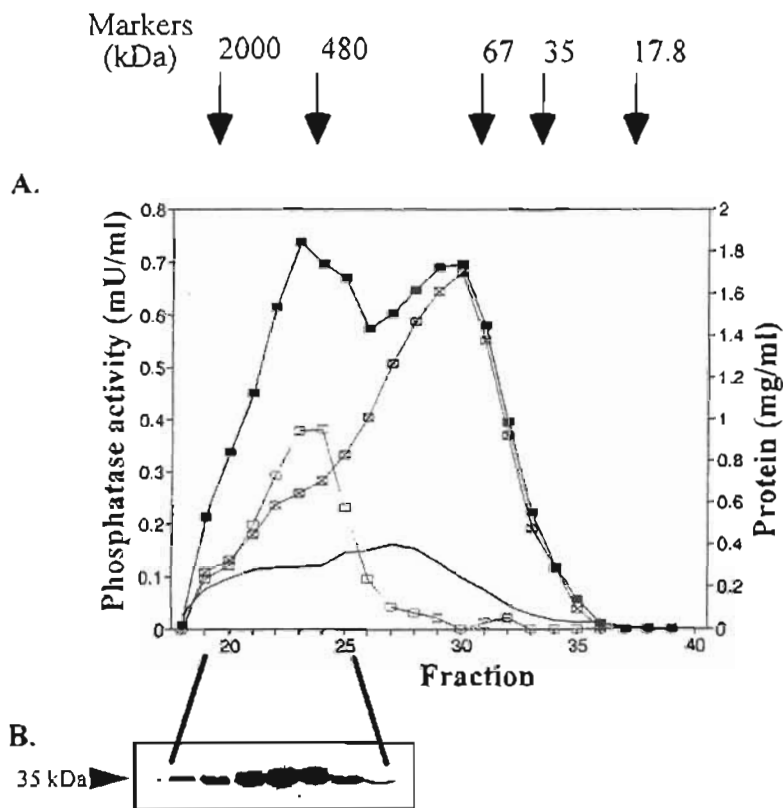 Markers
(kDa)
2000 480 67 35 17.8
A.
Phosphatase activity (mU/ml)
0.8
0.7
0.6
0.5
0.4
0.3
0.2
0.1
0
2
1.8
1.6
1.4
1.2
1
0.8
0.6
0.4
0.2
0
Protein (mg/ml)
20 25 30 35 40
Fraction
B.
35 kDa